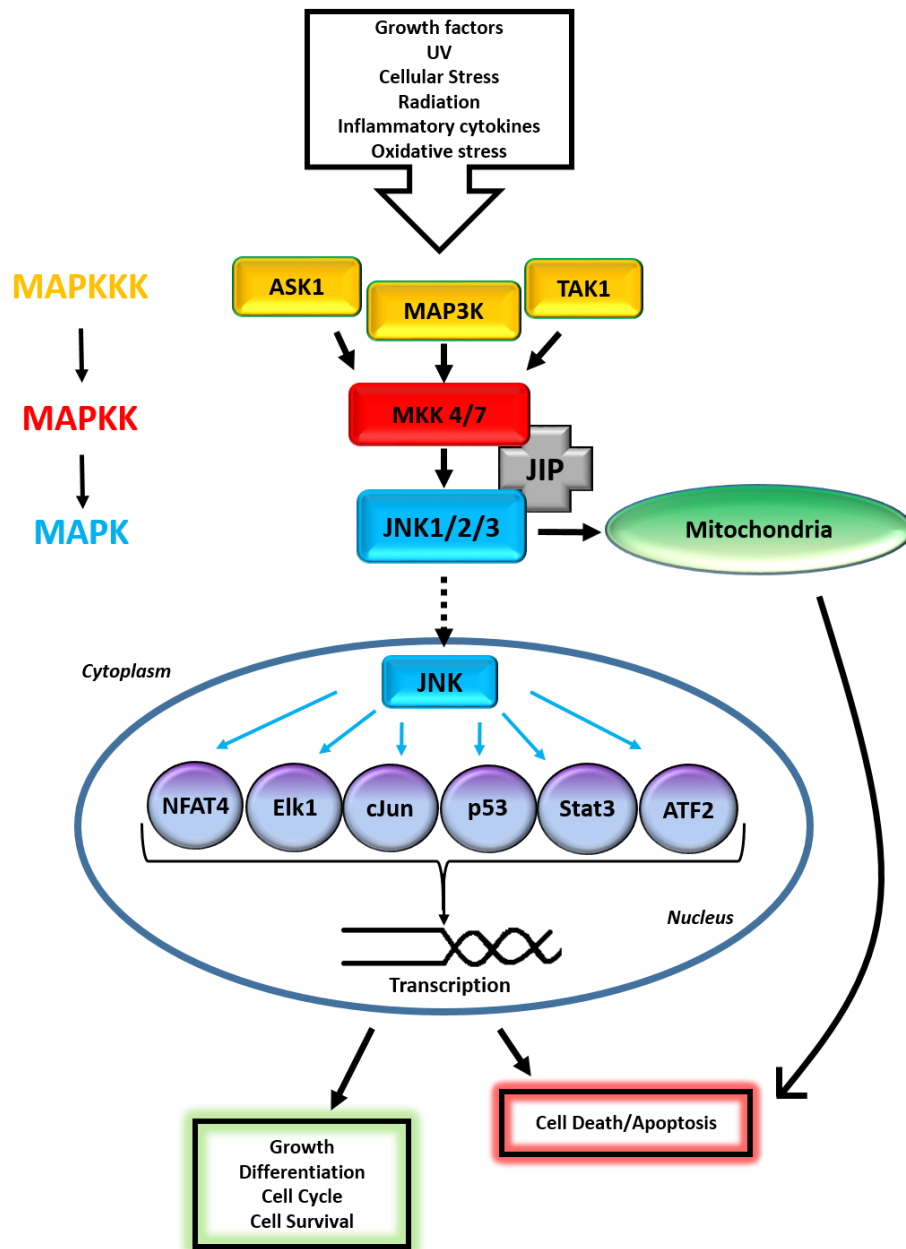 Growth factors
UV
Cellular Stress
Radiation
Inflammatory cytokines
Oxidative stress
MAPKKK
ASK1
MAP3K
TAK1
MAPKK
MKK 4/7
JIP
MAPK
JNK1/2/3
Mitochondria
Cytoplasm
JNK
NFAT4
Elk1
cJun
p53
Stat3
ATF2
Nucleus
Transcription
Cell Death/Apoptosis
Growth
Differentiation
Cell Cycle
Cell Survival